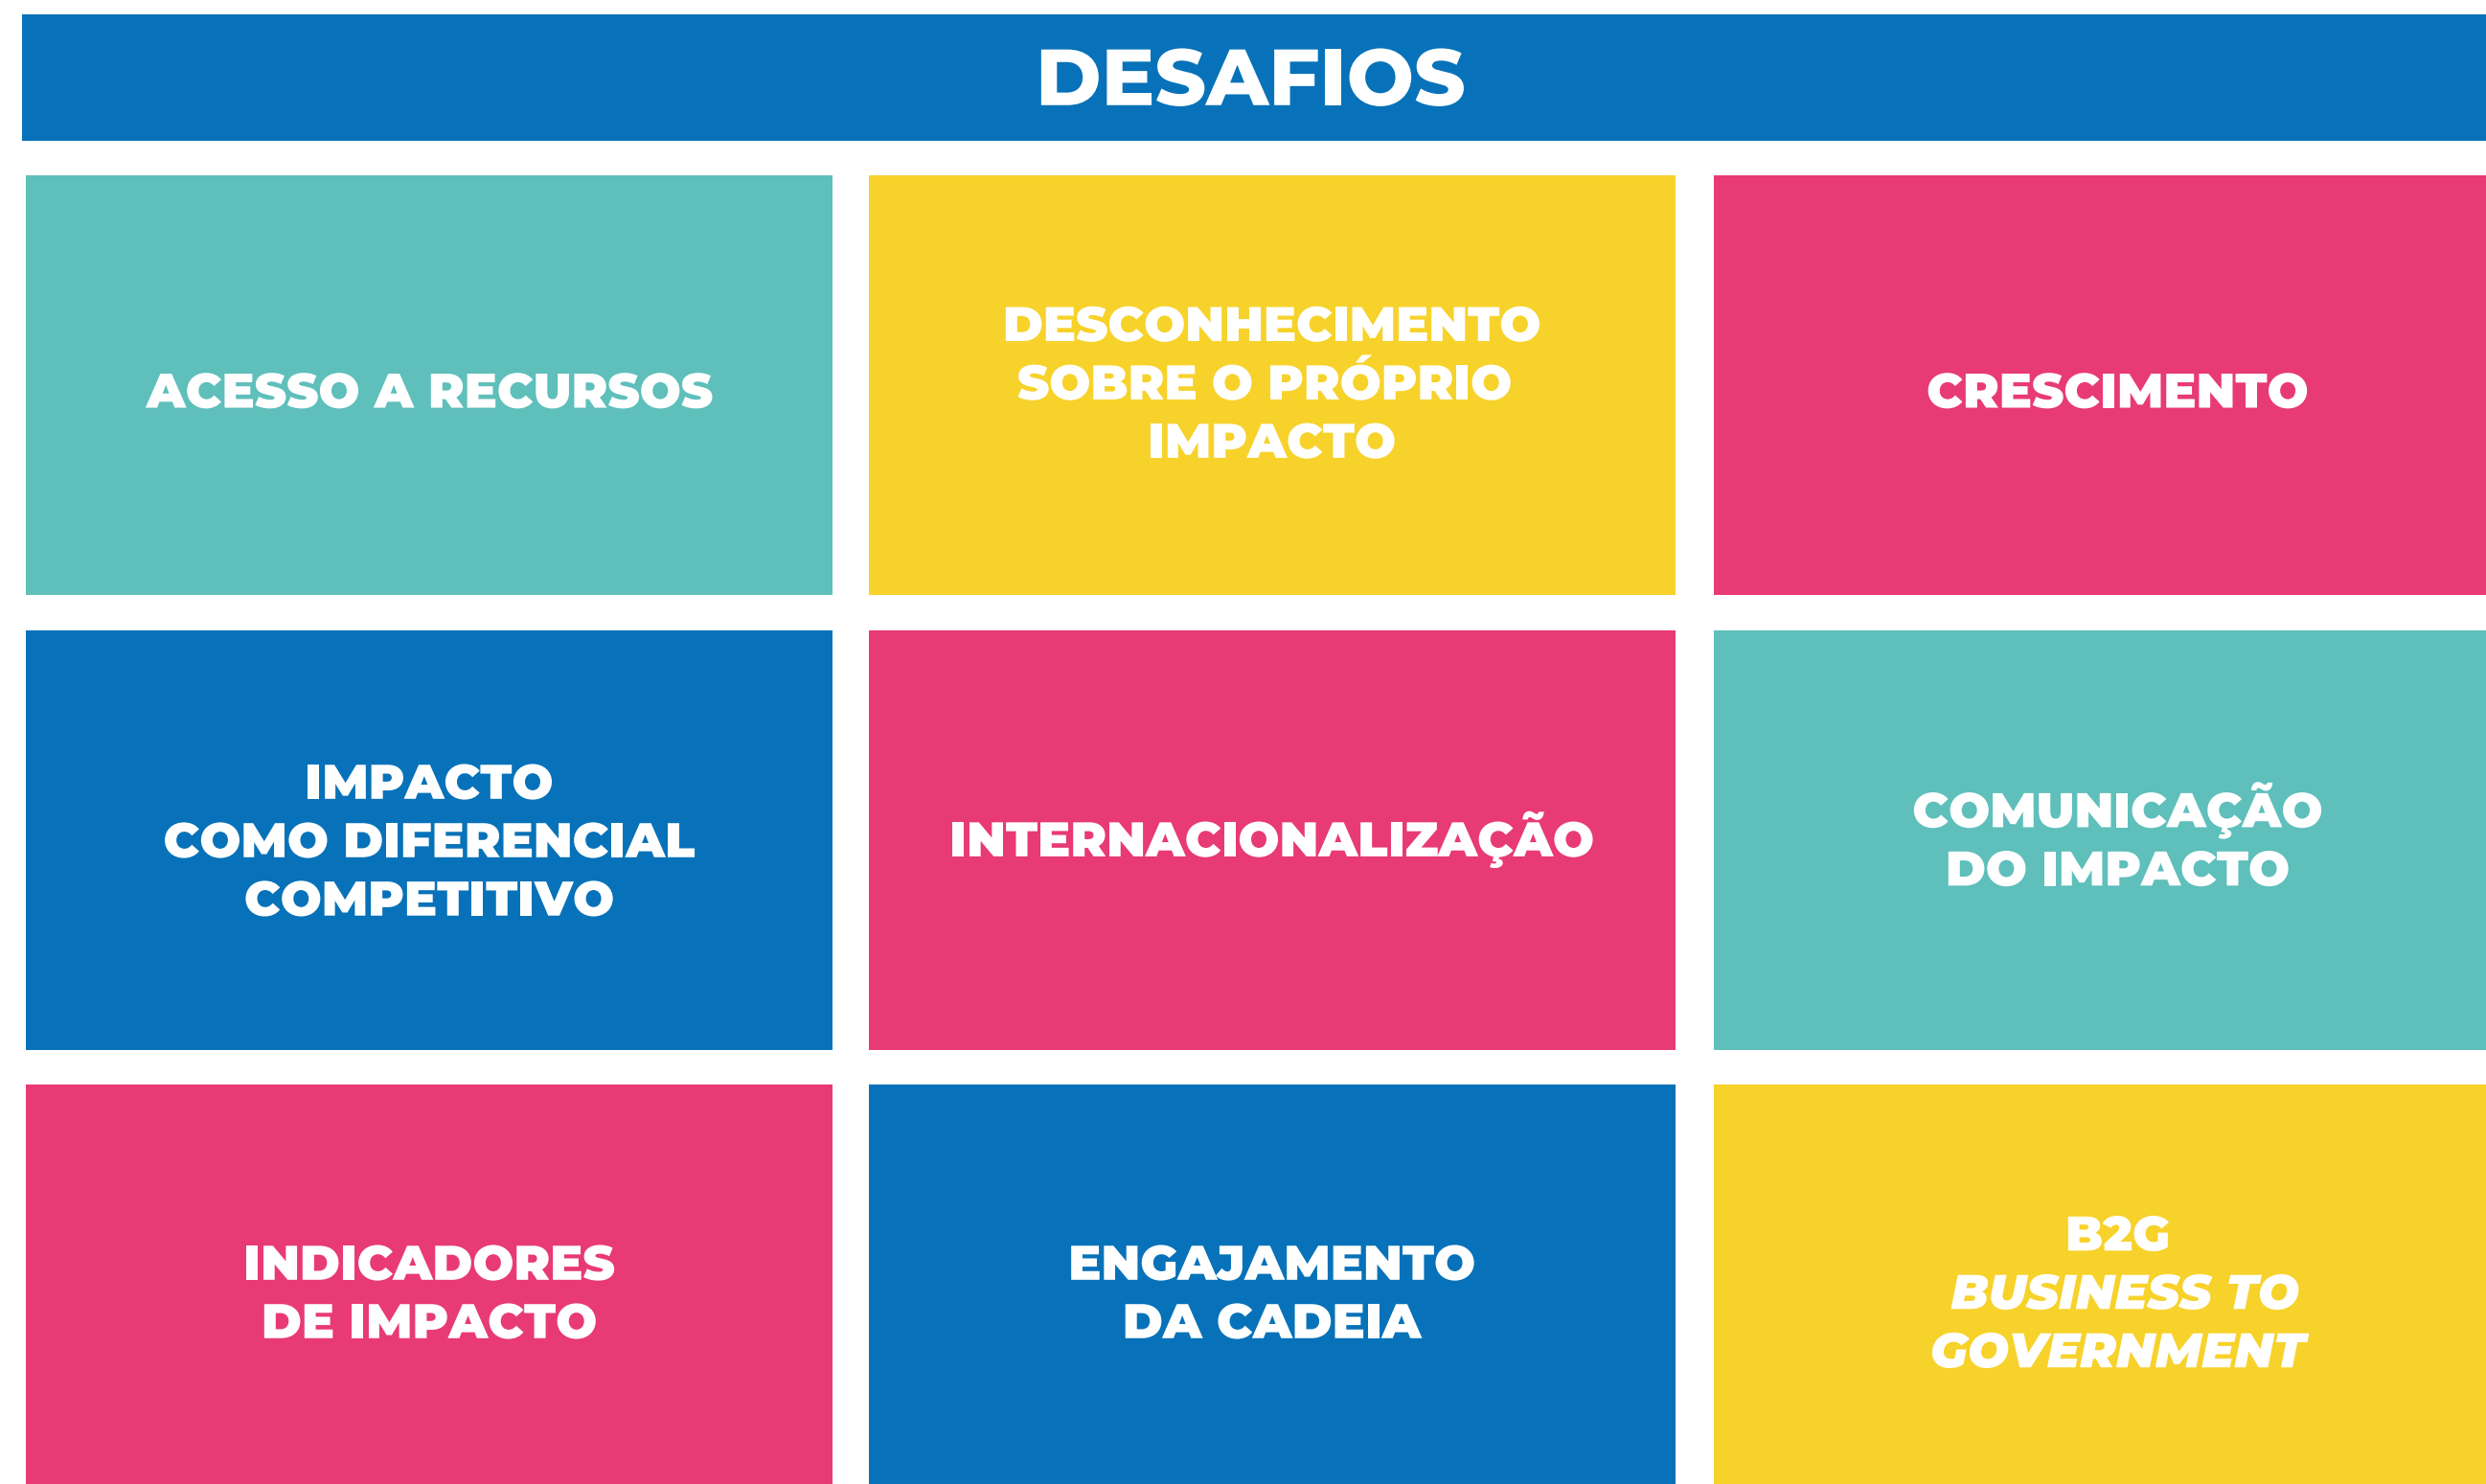 DESAFIOS
ACESSO A RECURSOS
DESCONHECIMENTO
SOBRE O PRÓPRIO
IMPACTO
CRESCIMENTO
IMPACTO
COMO DIFERENCIAL
COMPETITIVO
INTERNACIONALIZAÇÃO
COMUNICAÇÃO
DO IMPACTO
INDICADORES
DE IMPACTO
ENGAJAMENTO
DA CADEIA
B2G
BUSINESS TO
GOVERNMENT